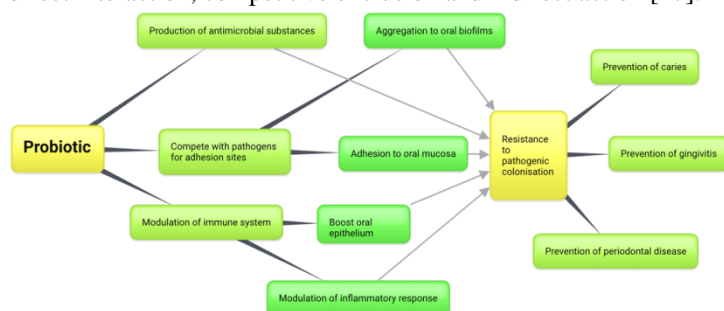 Production of antimicrobial substances
Aggregation to oral biofilms
Prevention of caries
Probiotic
Compete with pathogens
for adhesion sites
Adhesion to oral mucosa
Resistance
to
pathogenic
colonisation
Prevention of gingivitis
Modulation of immune system
Boost oral
epithelium
Prevention of periodontal disease
Modulation of inflammatory response